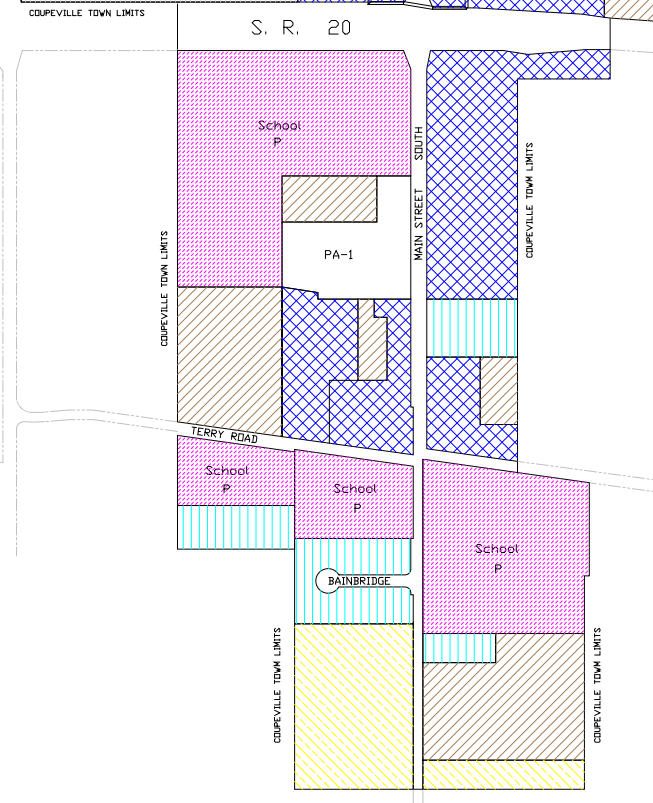 COUPEVILLE TOWN LIMITS
S. R. 20
School
P
MAIN STREET SOUTH
COUPEVILLE TOWN LIMITS
COUPEVILLE TOWN LIMITS
PA-1
TERRY ROAD
School
P
School
P
School
P
BAINBRIDGE
COUPEVILLE TOWN LIMITS
COUPEVILLE TOWN LIMITS